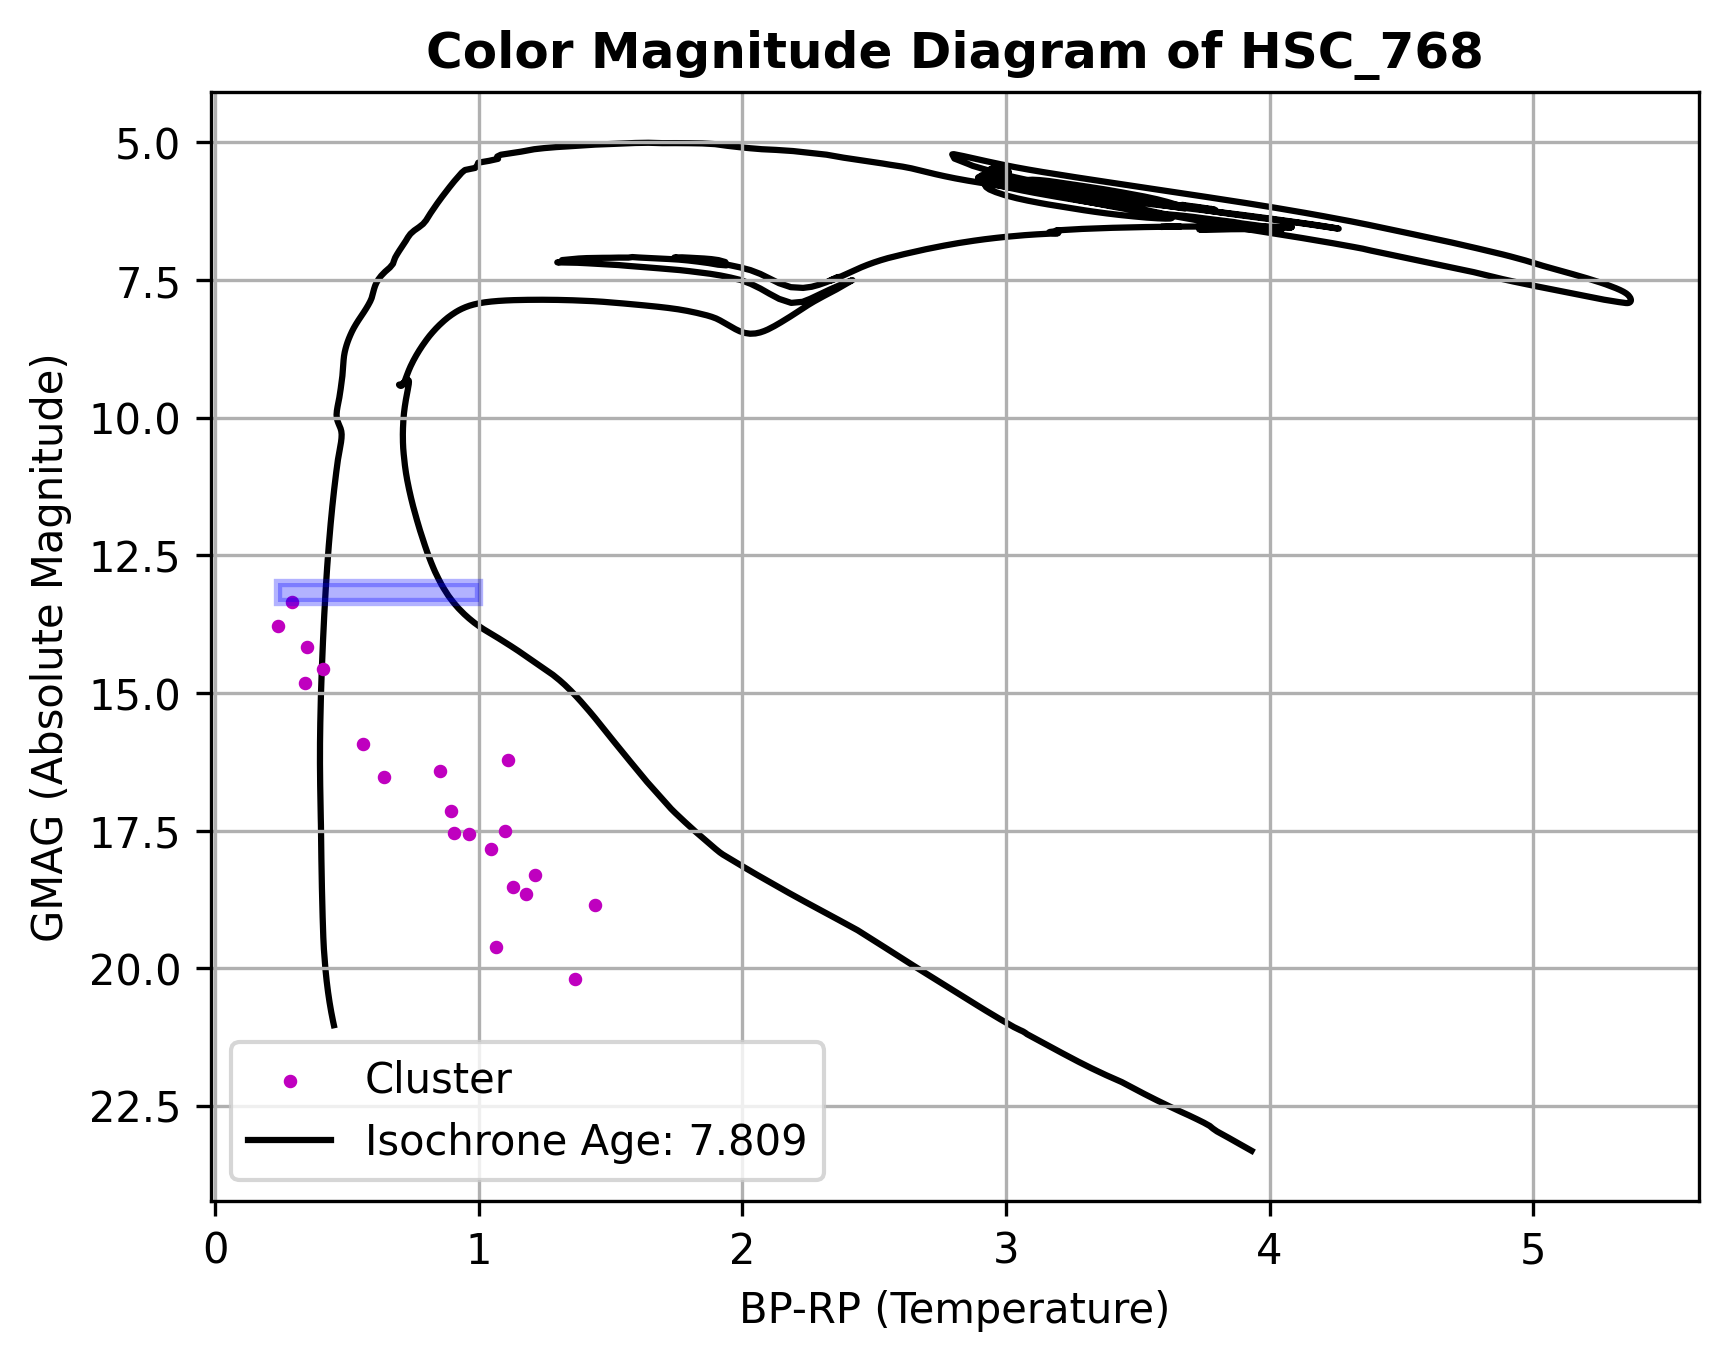 Color Magnitude Diagram of HSC_768
GMAG (Absolute Magnitude)
5.0
7.5
10.0
12.5
15.0
17.5
20.0
22.5
Cluster
Isochrone Age: 7.809
0 1 2 3 4 5
BP-RP (Temperature)